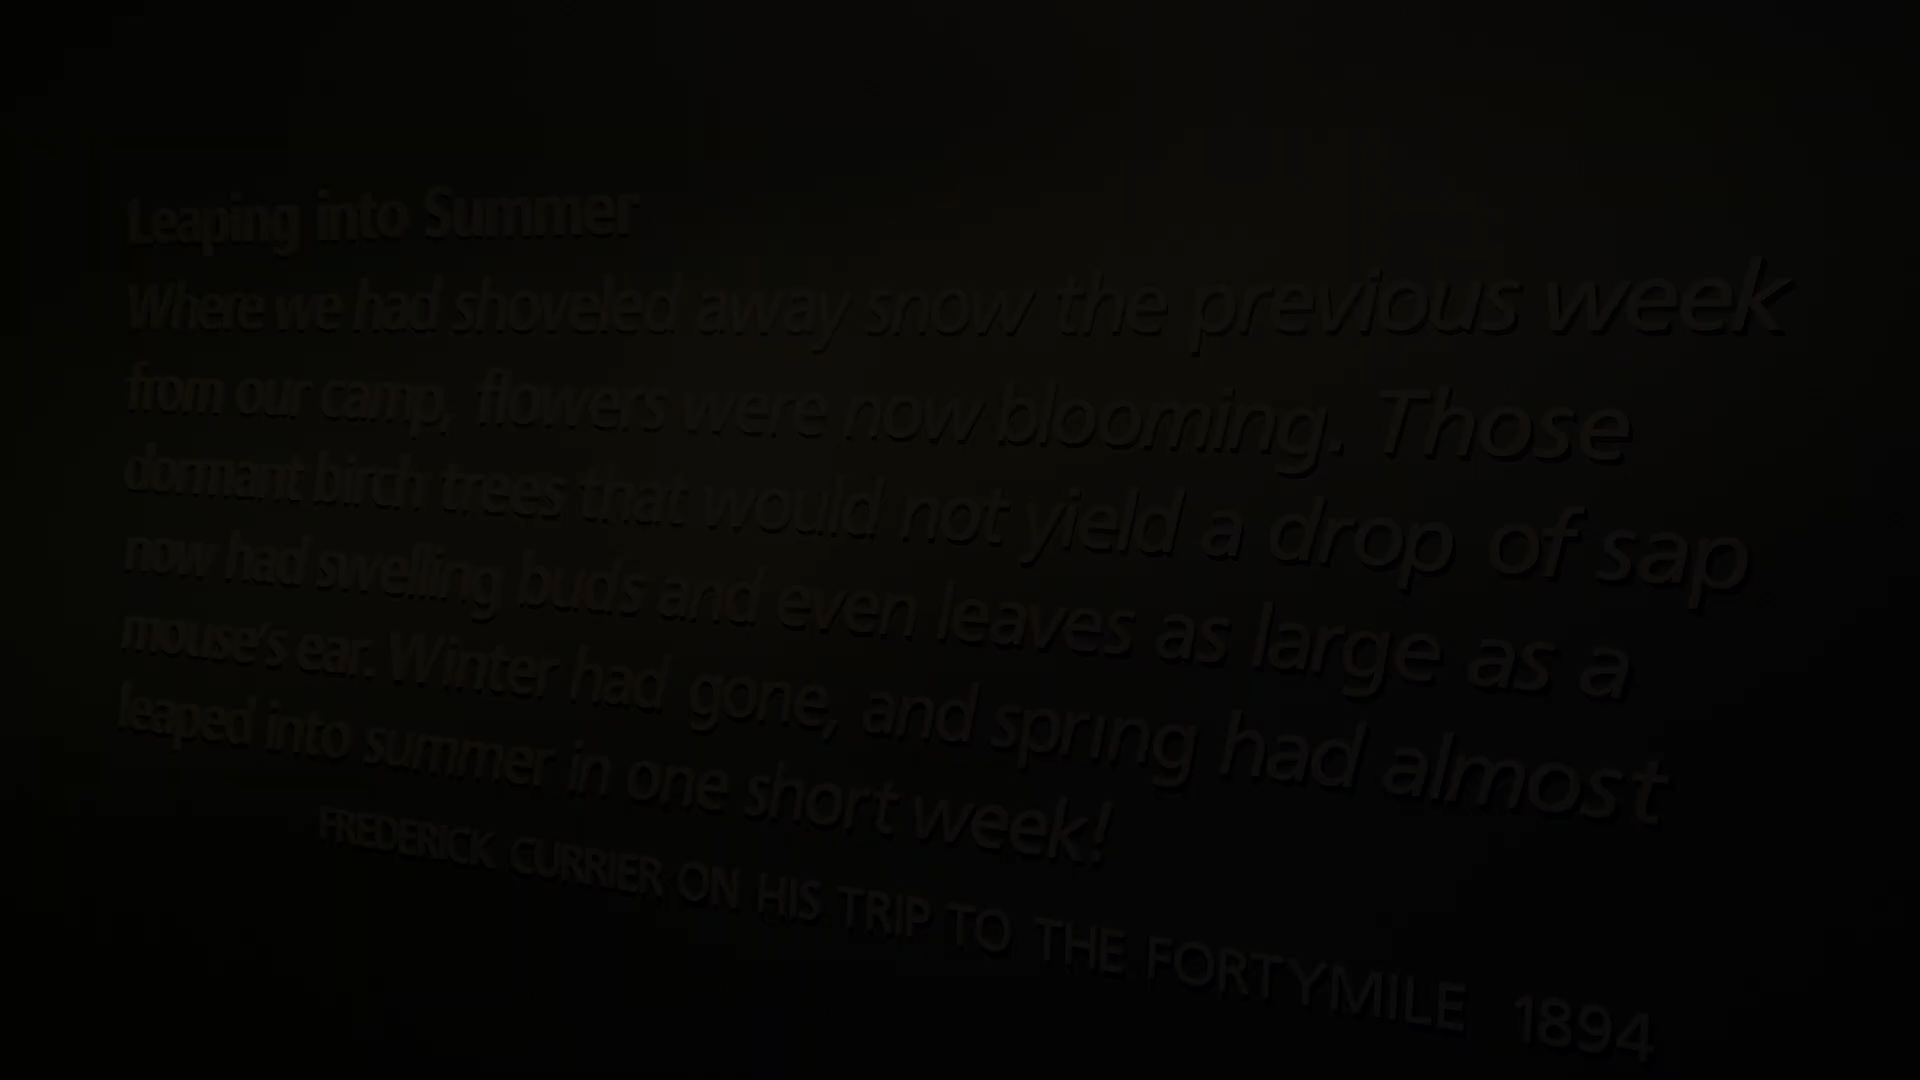 Leaping into Summer
Where we had shoveled away snow the previous week
from our camp, flowers were now blooming. Those
dormant birch trees that would not yield a drop of sap
now had swelling buds and even leaves as large as a
mouse's ear. Winter had gone, and spring had almost
leaped into summer in one short week!
FREDERICK CURRIER ON HIS TRIP TO THE FORTYMILE 1894